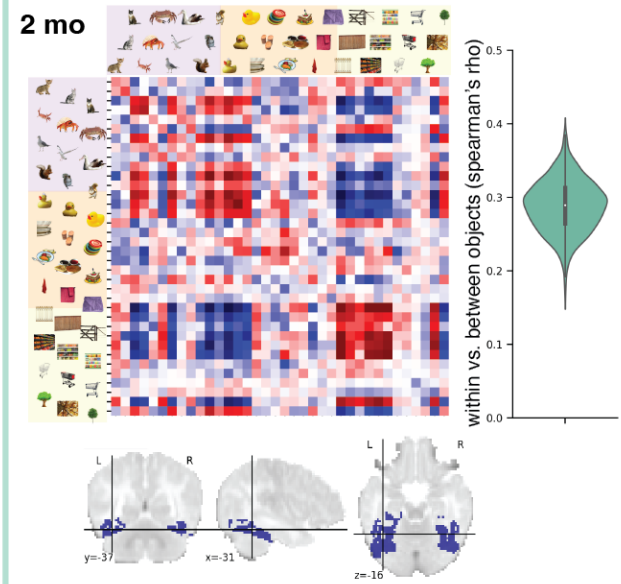 2 mo
within vs. between objects (spearman's rho)
0.5
0.4
0.3
0.2
0.1
0.0
L
R
L
R
y=-37
x=-31
z=-16